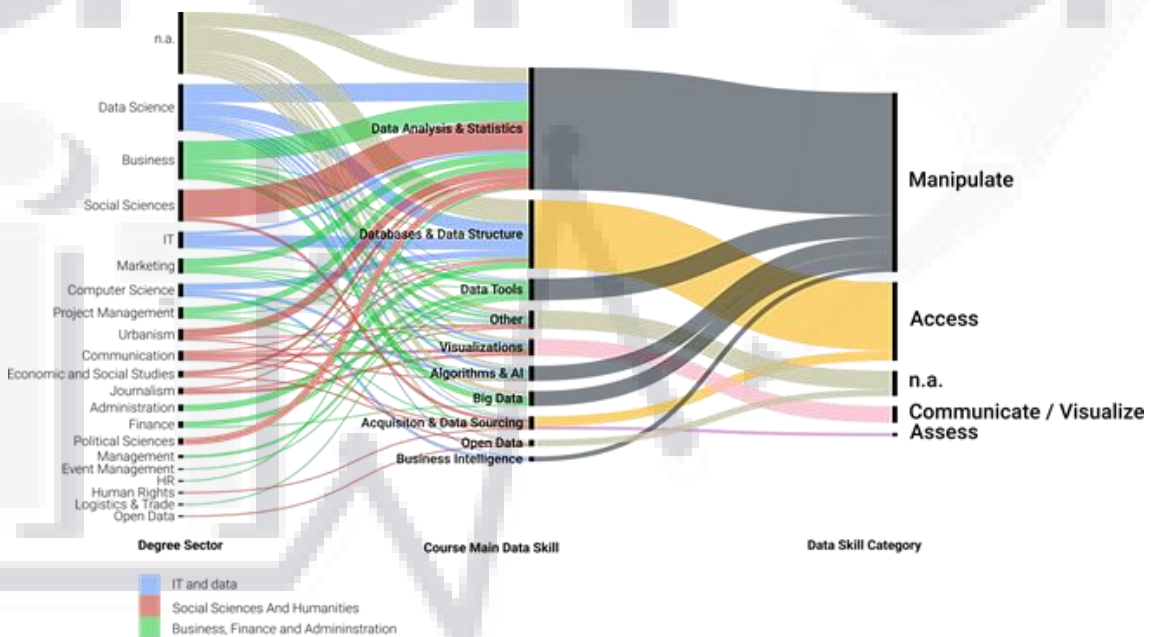 n.a.
Data Science
Business
Social Sciences
IT
Marketing
Computer Science
Project Management
Urbanism
Communication
Economic and Social Studies
Journalism
Administration
Finance
Political Sciences
Management
Event Management
HR
Human Rights
Logistics & Trade
Open Data
Data Analysis & Statistics
Databases & Data Structure
Data Tools
Other
Visualizations
Algorithms & AI
Big Data
Acquisiton & Data Sourcing
Open Data
Business Intelligence
Manipulate
Access
n.a.
Communicate / Visualize
Assess
Degree Sector
Course Main Data Skill
Data Skill Category
IT and data
Social Sciences And Humanities
Business, Finance and Admininstration